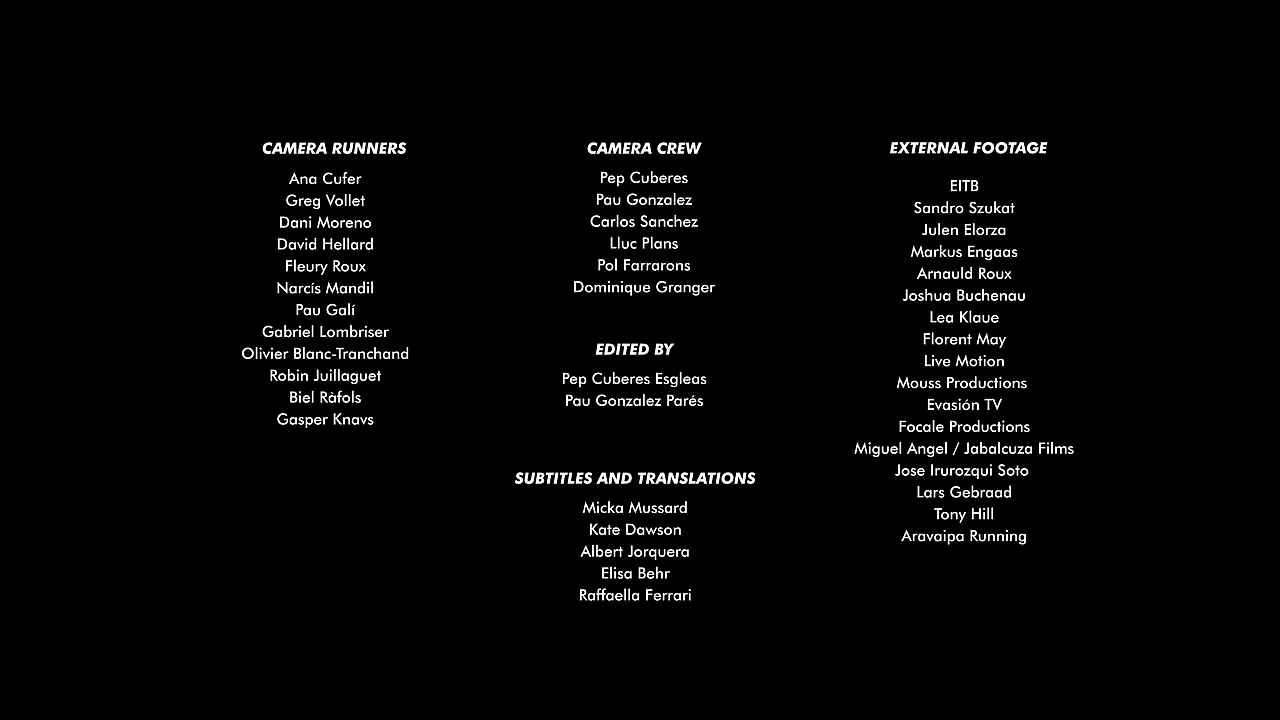 CAMERA RUNNERS
Ana Cufer
Greg Vollet
Dani Moreno
David Hellard
Fleury Roux
Narcís Mandil
Pau Galí
Gabriel Lombriser
Olivier Blanc-Tranchand
Robin Juillaguet
Biel Ràfols
Gasper Knavs
CAMERA CREW
Pep Cuberes
Pau Gonzalez
Carlos Sanchez
Lluc Plans
Pol Farrarons
Dominique Granger
EDITED BY
Pep Cuberes Esgleas
Pau Gonzalez Parés
SUBTITLES AND TRANSLATIONS
Micka Mussard
Kate Dawson
Albert Jorquera
Elisa Behr
Raffaella Ferrari
EXTERNAL FOOTAGE
EITB
Sandro Szukat
Julen Elorza
Markus Engaas
Arnauld Roux
Joshua Buchenau
Lea Klaue
Florent May
Live Motion
Mouss Productions
Evasión TV
Focale Productions
Miguel Angel / Jabalcuza Films
Jose Irurozqui Soto
Lars Gebraad
Tony Hill
Aravaipa Running